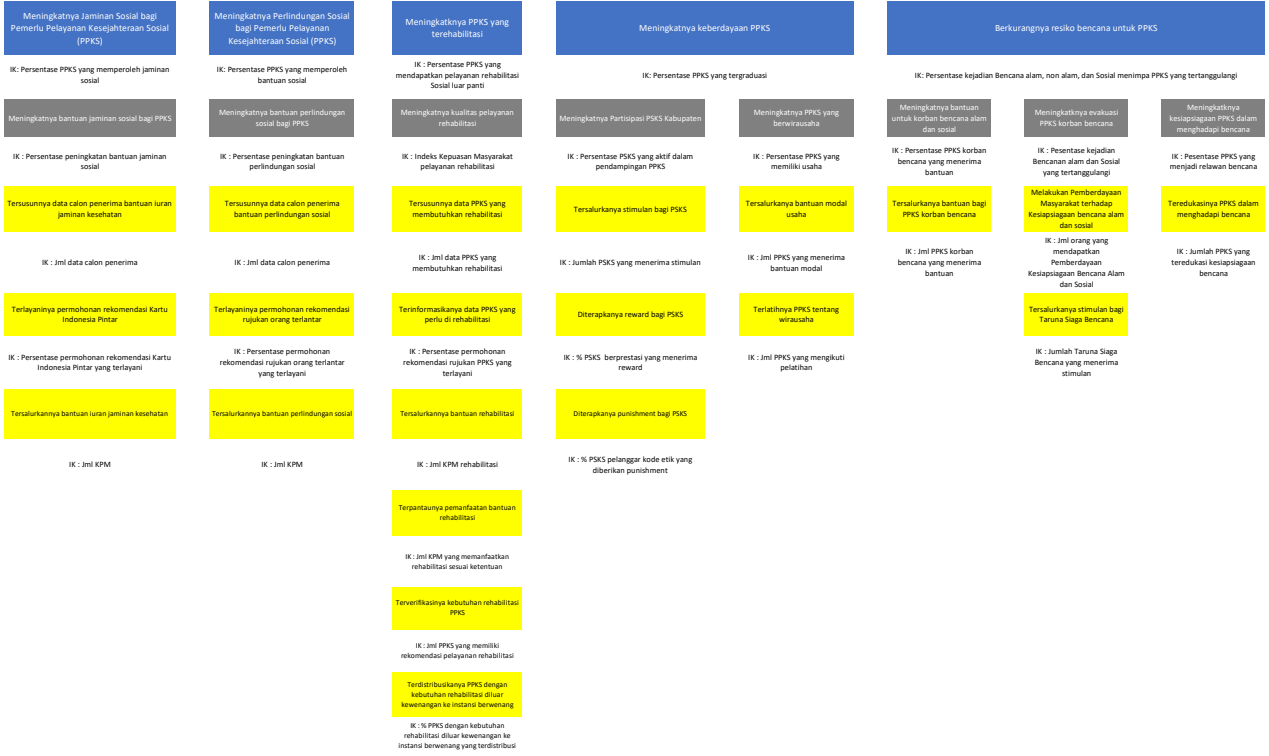 Meningkatnya Jaminan Sosial bagi
Pemerlu Pelayanan Kesejahteraan Sosial
(PPKS)
Meningkatnya Perlindungan Sosial
bagi Pemerlu Pelayanan
Kesejahteraan Sosial (PPKS)
Meningkatknya PPKS yang
terehabilitasi
Meningkatnya keberdayaan PPKS
Berkurangnya resiko bencana untuk PPKS
IK: Persentase PPKS yang memperoleh jaminan
sosial
IK: Persentase PPKS yang memperoleh
bantuan sosial
IK : Persentase PPKS yang
mendapatkan pelayanan rehabilitasi
Sosial luar panti
IK: Persentase PPKS yang tergraduasi
IK: Persentase kejadian Bencana alam, non alam, dan Sosial menimpa PPKS yang tertanggulangi
Meningkatnya bantuan jaminan sosial bagi PPKS
Meningkatnya bantuan perlindungan
sosial bagi PPKS
Meningkatnya kualitas pelayanan
rehabilitasi
Meningkatnya Partisipasi PSKS Kabupaten
Meningkatnya PPKS yang
berwirausaha
Meningkatnya bantuan
untuk korban bencana alam
dan sosial
Meningkatknya evakuasi
PPKS korban bencana
Meningkatknya
kesiapsiagaan PPKS dalam
menghadapi bencana
IK : Persentase peningkatan bantuan jaminan
sosial
IK : Persentase peningkatan bantuan
perlindungan sosial
IK : Indeks Kepuasan Masyarakat
pelayanan rehabilitasi
IK : Persentase PSKS yang aktif dalam
pendampingan PPKS
IK : Persentase PPKS yang
memiliki usaha
IK : Persentase PPKS korban
bencana yang menerima
bantuan
IK : Pesentase kejadian
Bencanan alam dan Sosial
yang tertanggulangi
IK : Pesentase PPKS yang
menjadi relawan bencana
Tersusunnya data calon penerima bantuan iuran
jaminan kesehatan
Tersusunnya data calon penerima
bantuan perlindungan sosial
Tersusunnya data PPKS yang
membutuhkan rehabilitasi
Tersalurkanya stimulan bagi PSKS
Tersalurkanya bantuan modal
usaha
Tersalurkanya bantuan bagi
PPKS korban bencana
Melakukan Pemberdayaan
Masyarakat terhadap
Kesiapsiagaan bencana alam
dan sosial
Teredukasinya PPKS dalam
menghadapi bencana
IK : Jml data calon penerima
IK : Jml data calon penerima
IK : Jml data PPKS yang
membutuhkan rehabilitasi
IK : Jumlah PSKS yang menerima stimulan
IK : Jml PPKS yang menerima
bantuan modal
IK : Jml PPKS korban
bencana yang menerima
bantuan
IK : Jml orang yang
mendapatkan
Pemberdayaan
Kesiapsiagaan Bencana Alam
dan Sosial
IK : Jumlah PPKS yang
teredukasi kesiapsiagaan
bencana
Terlayaninya permohonan rekomendasi Kartu
Indonesia Pintar
Terlayaninya permohonan rekomendasi
rujukan orang terlantar
Terinformasikanya data PPKS yang
perlu di rehabilitasi
Diterapkanya reward bagi PSKS
Terlatihnya PPKS tentang
wirausaha
Tersalurkanya stimulan bagi
Taruna Siaga Bencana
IK : Persentase permohonan rekomendasi Kartu
Indonesia Pintar yang terlayani
IK : Persentase permohonan
rekomendasi rujukan orang terlantar
yang terlayani
IK : Persentase permohonan
rekomendasi rujukan PPKS yang
terlayani
IK : % PSKS berprestasi yang menerima
reward
IK : Jml PPKS yang mengikuti
pelatihan
IK : Jumlah Taruna Siaga
Bencana yang menerima
stimulan
Tersalurkannya bantuan iuran jaminan kesehatan
Tersalurkannya bantuan perlindungan sosial
Tersalurkannya bantuan rehabilitasi
Diterapkanya punishment bagi PSKS
IK : Jml KPM
IK : Jml KPM
IK : Jml KPM rehabilitasi
IK : % PSKS pelanggar kode etik yang
diberikan punishment
Terpantaunya pemanfaatan bantuan
rehabilitasi
IK : Jml KPM yang memanfaatkan
rehabilitasi sesuai ketentuan
Terverifikasinya kebutuhan rehabilitasi
PPKS
IK : Jml PPKS yang memiliki
rekomendasi pelayanan rehabilitasi
Terdistribusikanya PPKS dengan
kebutuhan rehabilitasi diluar
kewenangan ke instansi berwenang
IK : % PPKS dengan kebutuhan
rehabilitasi diluar kewenangan ke
instansi berwenang yang terdistribusi